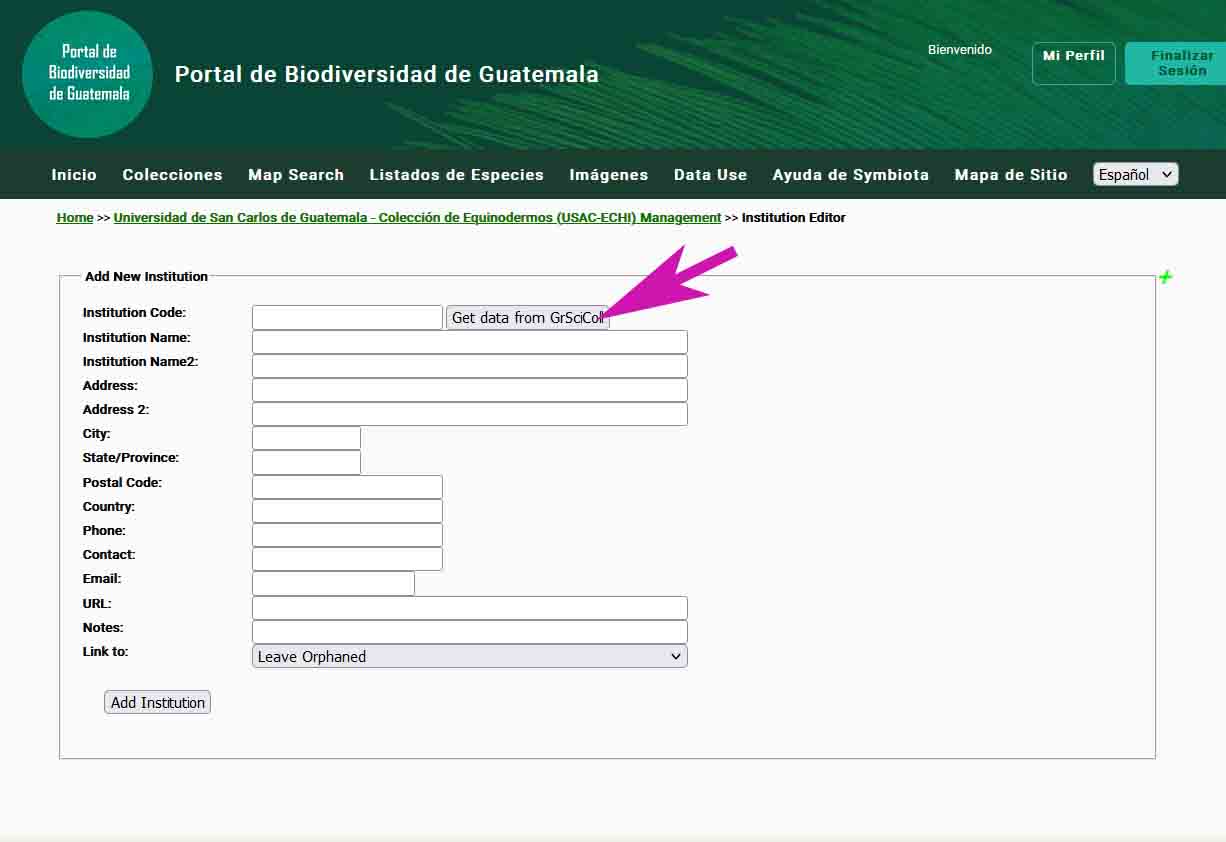 Portal de
Biodiversidad
de Guatemala
Portal de Biodiversidad de Guatemala
Bienvenido
Mi Perfil
Finalizar
Sesión
Inicio Colecciones Map Search Listados de Especies Imágenes Data Use Ayuda de Symbiota Mapa de Sitio Español
Home >> Universidad de San Carlos de Guatemala - Colección de Equinodermos (USAC-ECHI) Management >> Institution Editor
Add New Institution
Institution Code: Get data from GrSciColl
Institution Name:
Institution Name2:
Address:
Address 2:
City:
State/Province:
Postal Code:
Country:
Phone:
Contact:
Email:
URL:
Notes:
Link to: Leave Orphaned
Add Institution